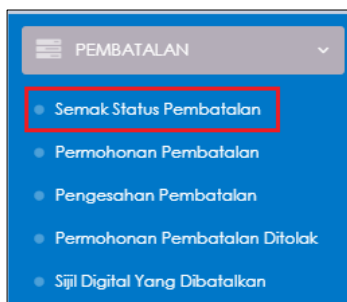 PEMBATALAN
Semak Status Pembatalan
Permohonan Pembatalan
Pengesahan Pembatalan
Permohonan Pembatalan Ditolak
Sijil Digital Yang Dibatalkan